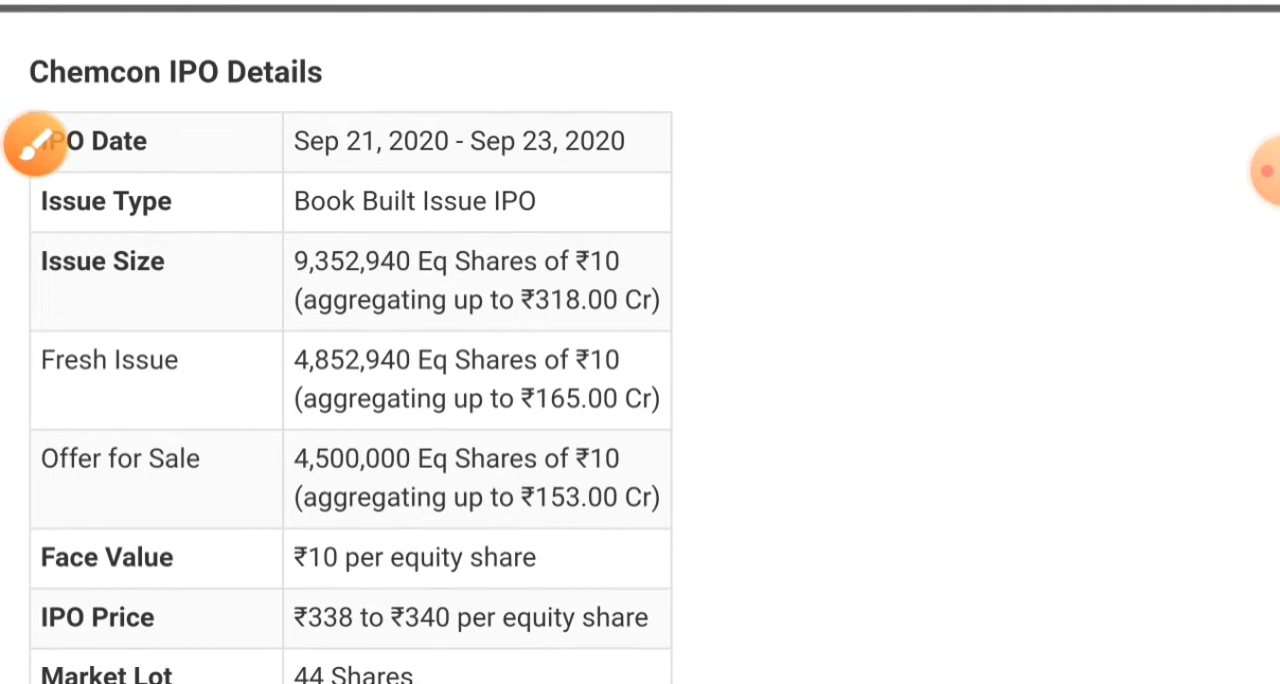 Chemcon IPO Details
IPO Date Sep 21, 2020 - Sep 23, 2020
Issue Type Book Built Issue IPO
Issue Size 9,352,940 Eq Shares of ₹10
(aggregating up to ₹318.00 Cr)
Fresh Issue 4,852,940 Eq Shares of ₹10
(aggregating up to ₹165.00 Cr)
Offer for Sale 4,500,000 Eq Shares of ₹10
(aggregating up to ₹153.00 Cr)
Face Value ₹10 per equity share
IPO Price ₹338 to ₹340 per equity share
Market Lot 44 Shares